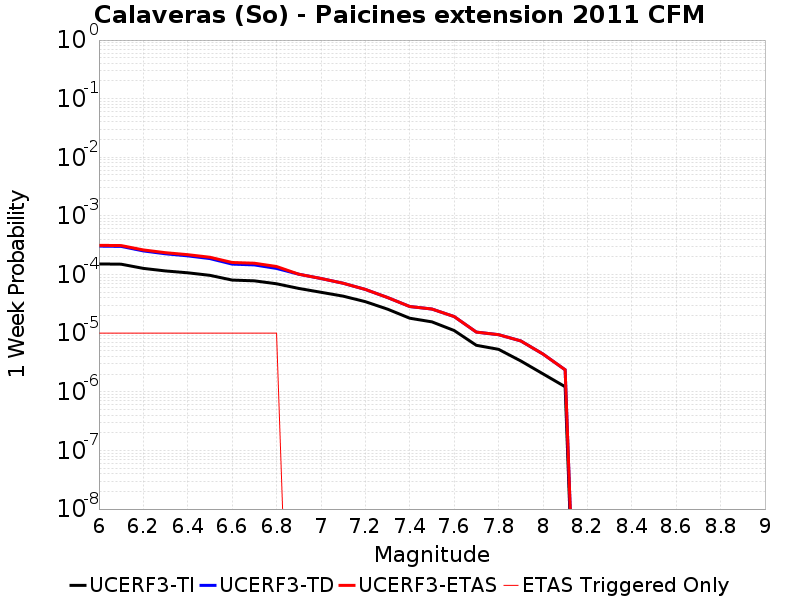 Calaveras (So) - Paicines extension 2011 CFM
1 Week Probability
10^0
10^-1
10^-2
10^-3
10^-4
10^-5
10^-6
10^-7
10^-8
6 6.2 6.4 6.6 6.8 7 7.2 7.4 7.6 7.8 8 8.2 8.4 8.6 8.8 9
Magnitude
UCERF3-TI UCERF3-TD UCERF3-ETAS ETAS Triggered Only